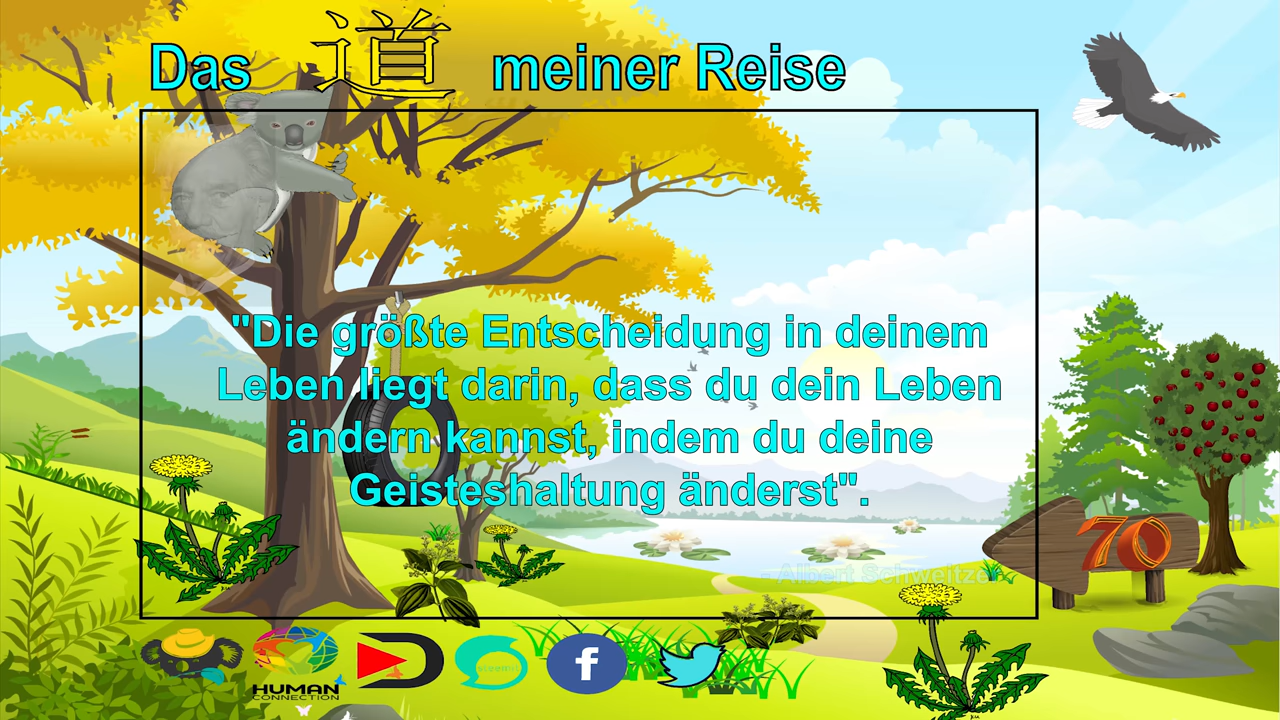 Das 道 meiner Reise
"Die größte Entscheidung in deinem
Leben liegt darin, dass du dein Leben
ändern kannst, indem du deine
Geisteshaltung änderst".
- Albert Schweitzer
70
steemit
HUMAN
CONNECTION
f